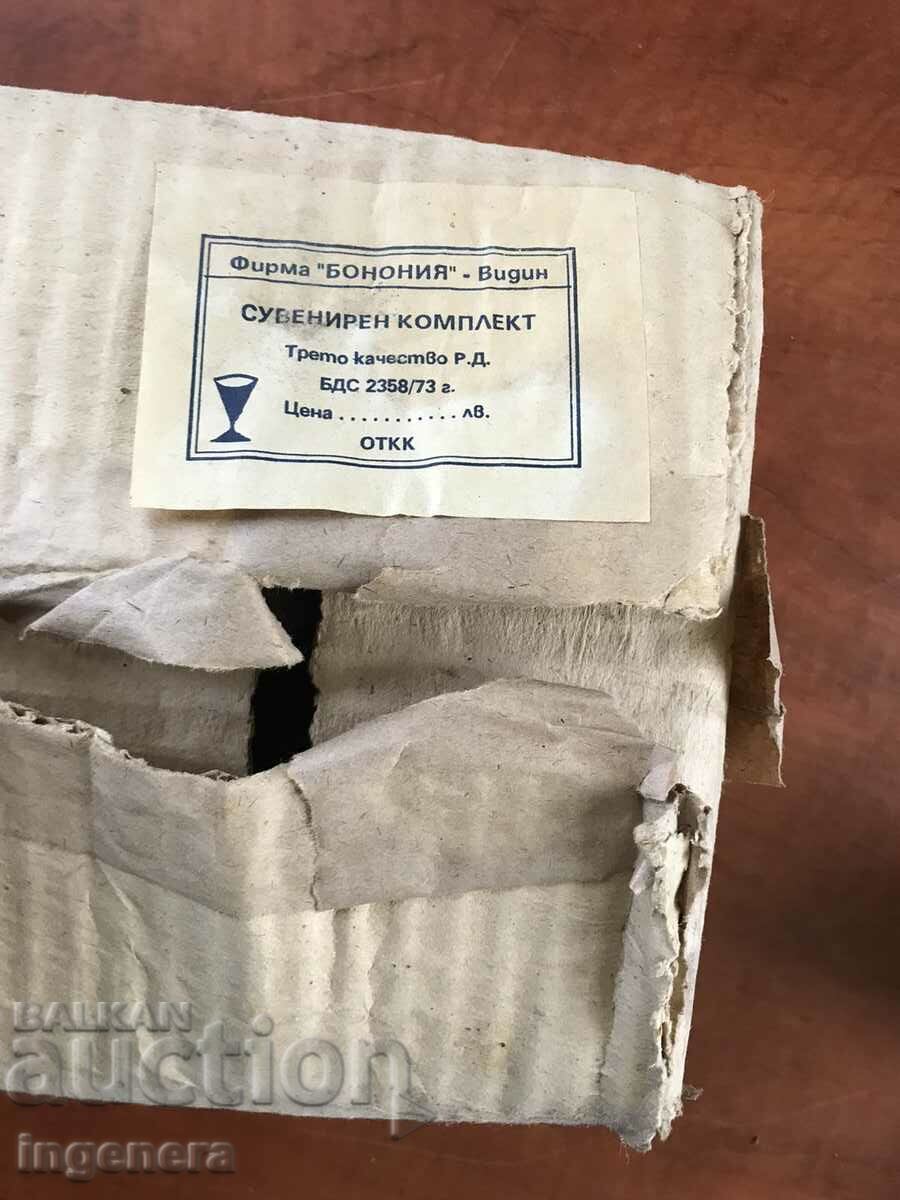 Фирма "БОНОНИЯ" - Видин
СУВЕНИРЕН КОМПЛЕКТ
Трето качество Р.Д.
БДС 2358/73 г.
Цена . . . . . . . . . . . лв.
ОТКК
BALKAN
auction
ingenera